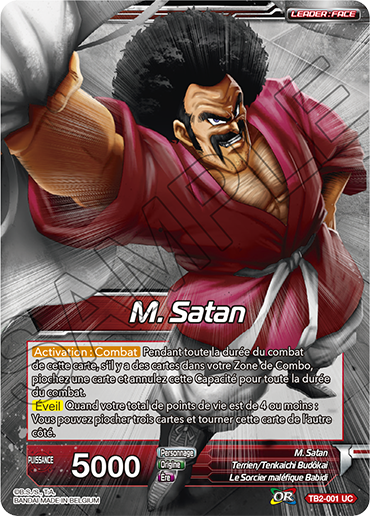 LEADER : FACE
SAMPLE
M. Satan
Activation : Combat Pendant toute la durée du combat
de cette carte, s'il y a des cartes dans votre Zone de Combo,
piochez une carte et annulez cette Capacité pour toute la durée
du combat.
Éveil Quand votre total de points de vie est de 4 ou moins :
Vous pouvez piocher trois cartes et tourner cette carte de l'autre
côté.
PUISSANCE 5000
Personnage M. Satan
Origine Terrien/Tenkaichi Budôkai
Ère Le Sorcier maléfique Babidi
©B.S./S., T.A.
BANDAI MADE IN BELGIUM
OR TB2-001 UC